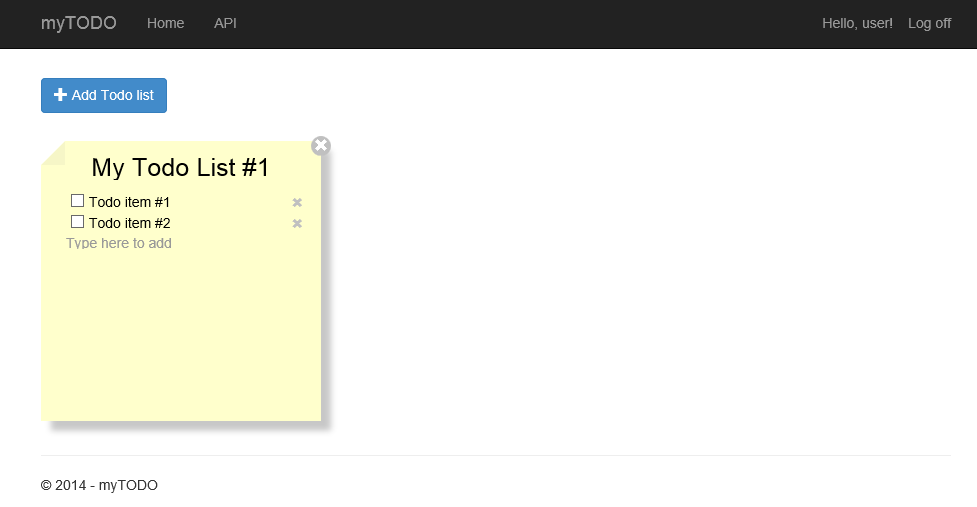 myTODO Home API Hello, user! Log off
Add Todo list
My Todo List #1
Todo item #1
Todo item #2
Type here to add
© 2014 - myTODO